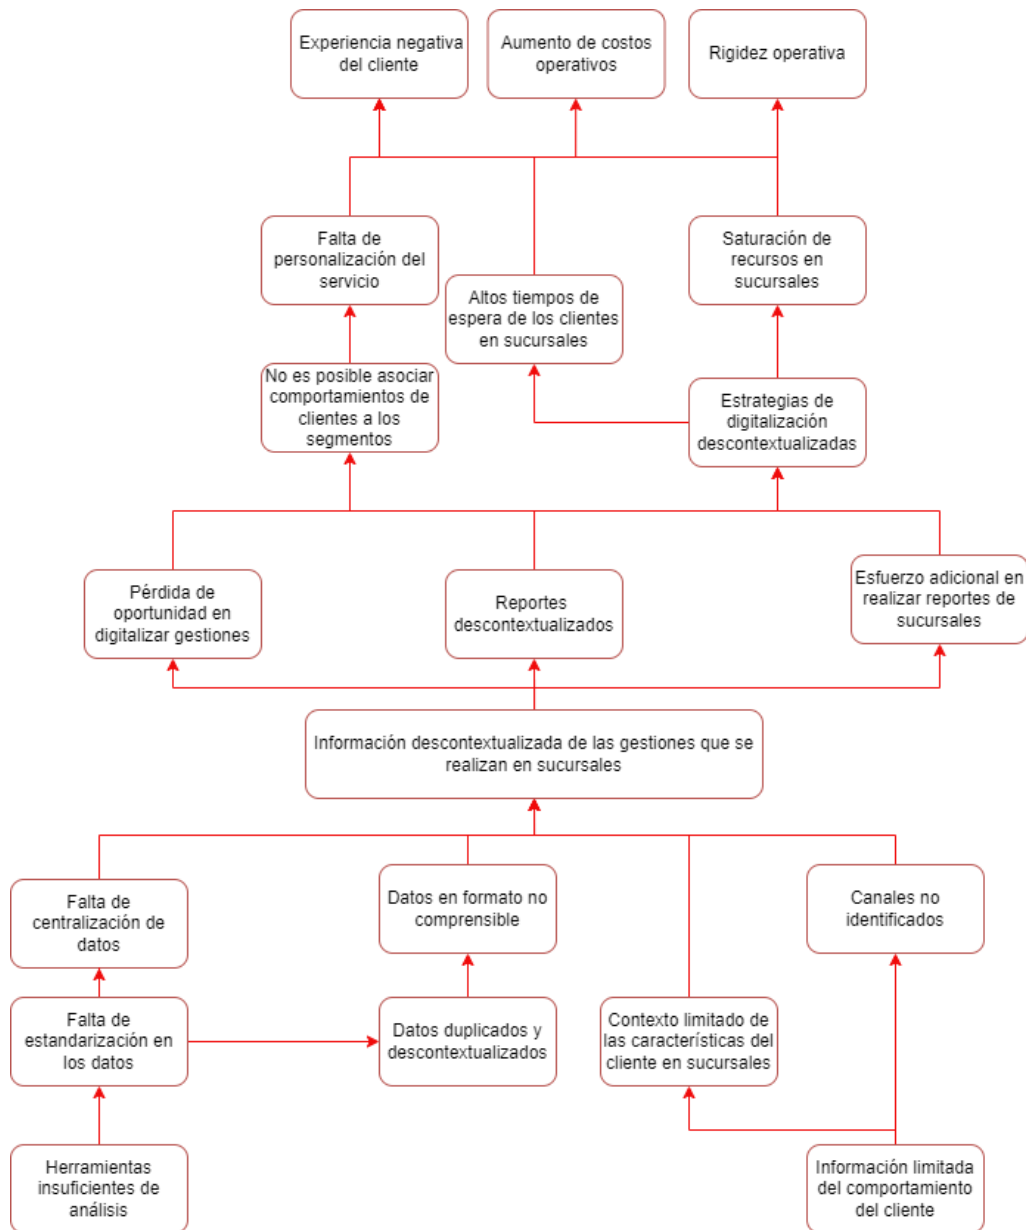 Experiencia negativa
del cliente
Aumento de costos
operativos
Rigidez operativa
Falta de
personalización del
servicio
Altos tiempos de
espera de los clientes
en sucursales
Saturación de
recursos en
sucursales
No es posible asociar
comportamientos de
clientes a los
segmentos
Estrategias de
digitalización
descontextualizadas
Pérdida de
oportunidad en
digitalizar gestiones
Reportes
descontextualizados
Esfuerzo adicional en
realizar reportes de
sucursales
Información descontextualizada de las gestiones que se
realizan en sucursales
Falta de
centralización de
datos
Datos en formato no
comprensible
Canales no
identificados
Falta de
estandarización en
los datos
Datos duplicados y
descontextualizados
Contexto limitado de
las características del
cliente en sucursales
Herramientas
insuficientes de
análisis
Información limitada
del comportamiento
del cliente